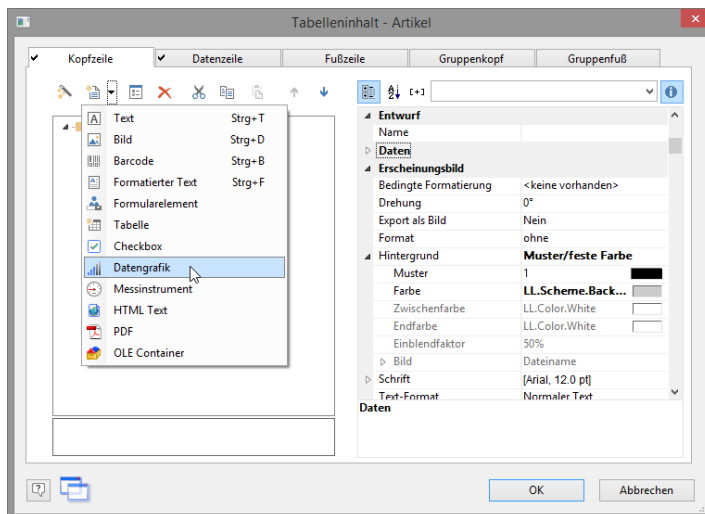 Tabelleninhalt - Artikel
Kopfzeile
Datenzeile
Fußzeile
Gruppenkopf
Gruppenfuß
Text Strg+T
Bild Strg+D
Barcode Strg+B
Formatierter Text Strg+F
Formularelement
Tabelle
Checkbox
Datengrafik
Messinstrument
HTML Text
PDF
OLE Container
Entwurf
Name
Daten
Erscheinungsbild
Bedingte Formatierung <keine vorhanden>
Drehung 0°
Export als Bild Nein
Format ohne
Hintergrund Muster/feste Farbe
Muster 1
Farbe LL.Scheme.Back...
Zwischenfarbe LL.Color.White
Endfarbe LL.Color.White
Einblendfaktor 50%
Bild Dateiname
Schrift [Arial, 12.0 pt]
Text-Format Normaler Text
Daten
OK
Abbrechen